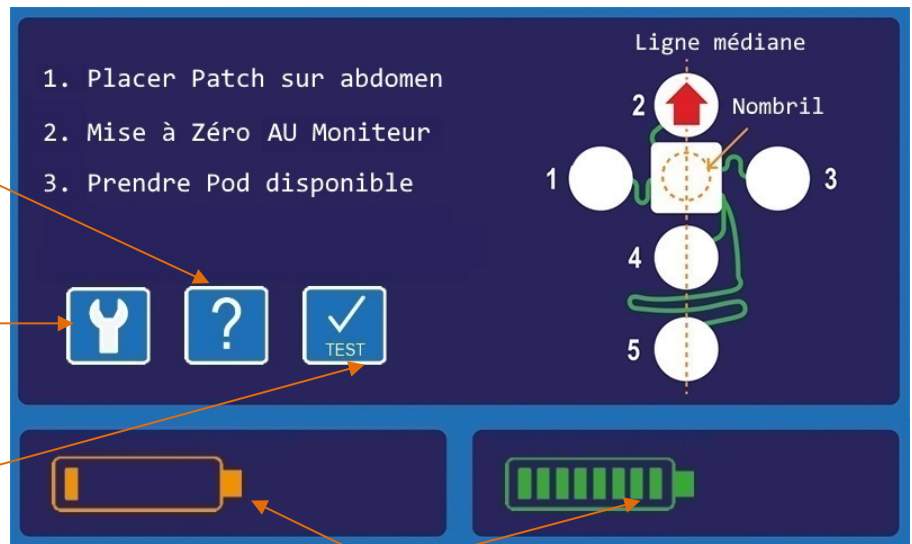 1. Placer Patch sur abdomen
2. Mise à Zéro AU Moniteur
3. Prendre Pod disponible
?
TEST
Ligne médiane
2
Nombril
1
3
4
5